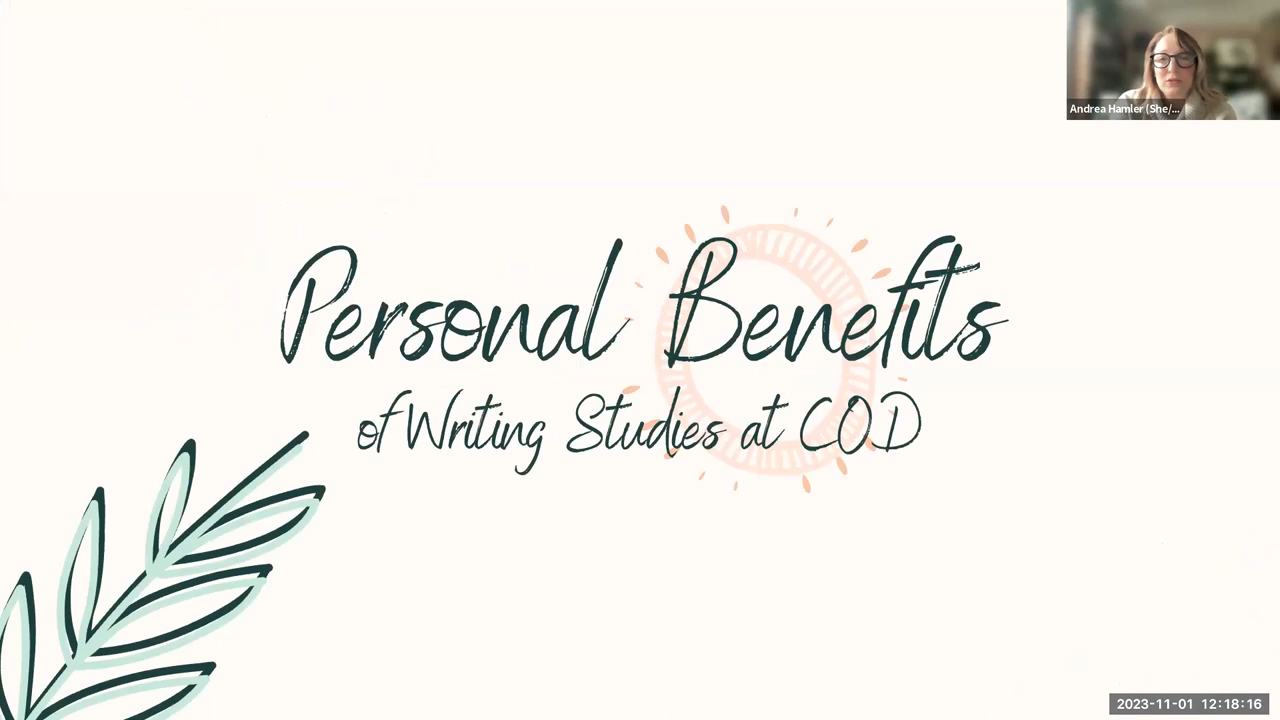 Andrea Hamler (She/...
Personal Benefits
of Writing Studies at COD
2023-11-01 12:18:16